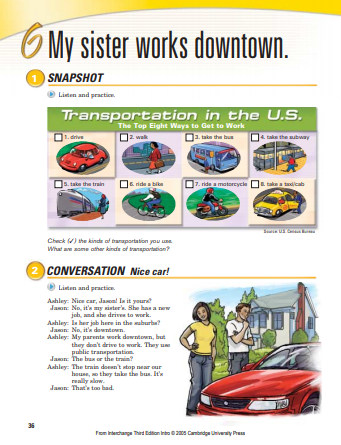 6 My sister works downtown.
1 SNAPSHOT
Listen and practice.
Transportation in the U.S.
The Top Eight Ways to Get to Work
1. drive
2. walk
3. take the bus
4. take the subway
5. take the train
6. ride a bike
7. ride a motorcycle
8. take a taxi/cab
Source: U.S. Census Bureau
Check (✓) the kinds of transportation you use.
What are some other kinds of transportation?
2 CONVERSATION Nice car!
Listen and practice.
Ashley: Nice car, Jason! Is it yours?
Jason: No, it's my sister's. She has a new
job, and she drives to work.
Ashley: Is her job here in the suburbs?
Jason: No, it's downtown.
Ashley: My parents work downtown, but
they don't drive to work. They use
public transportation.
Jason: The bus or the train?
Ashley: The train doesn't stop near our
house, so they take the bus. It's
really slow.
Jason: That's too bad.
36
From Interchange Third Edition Intro © 2005 Cambridge University Press